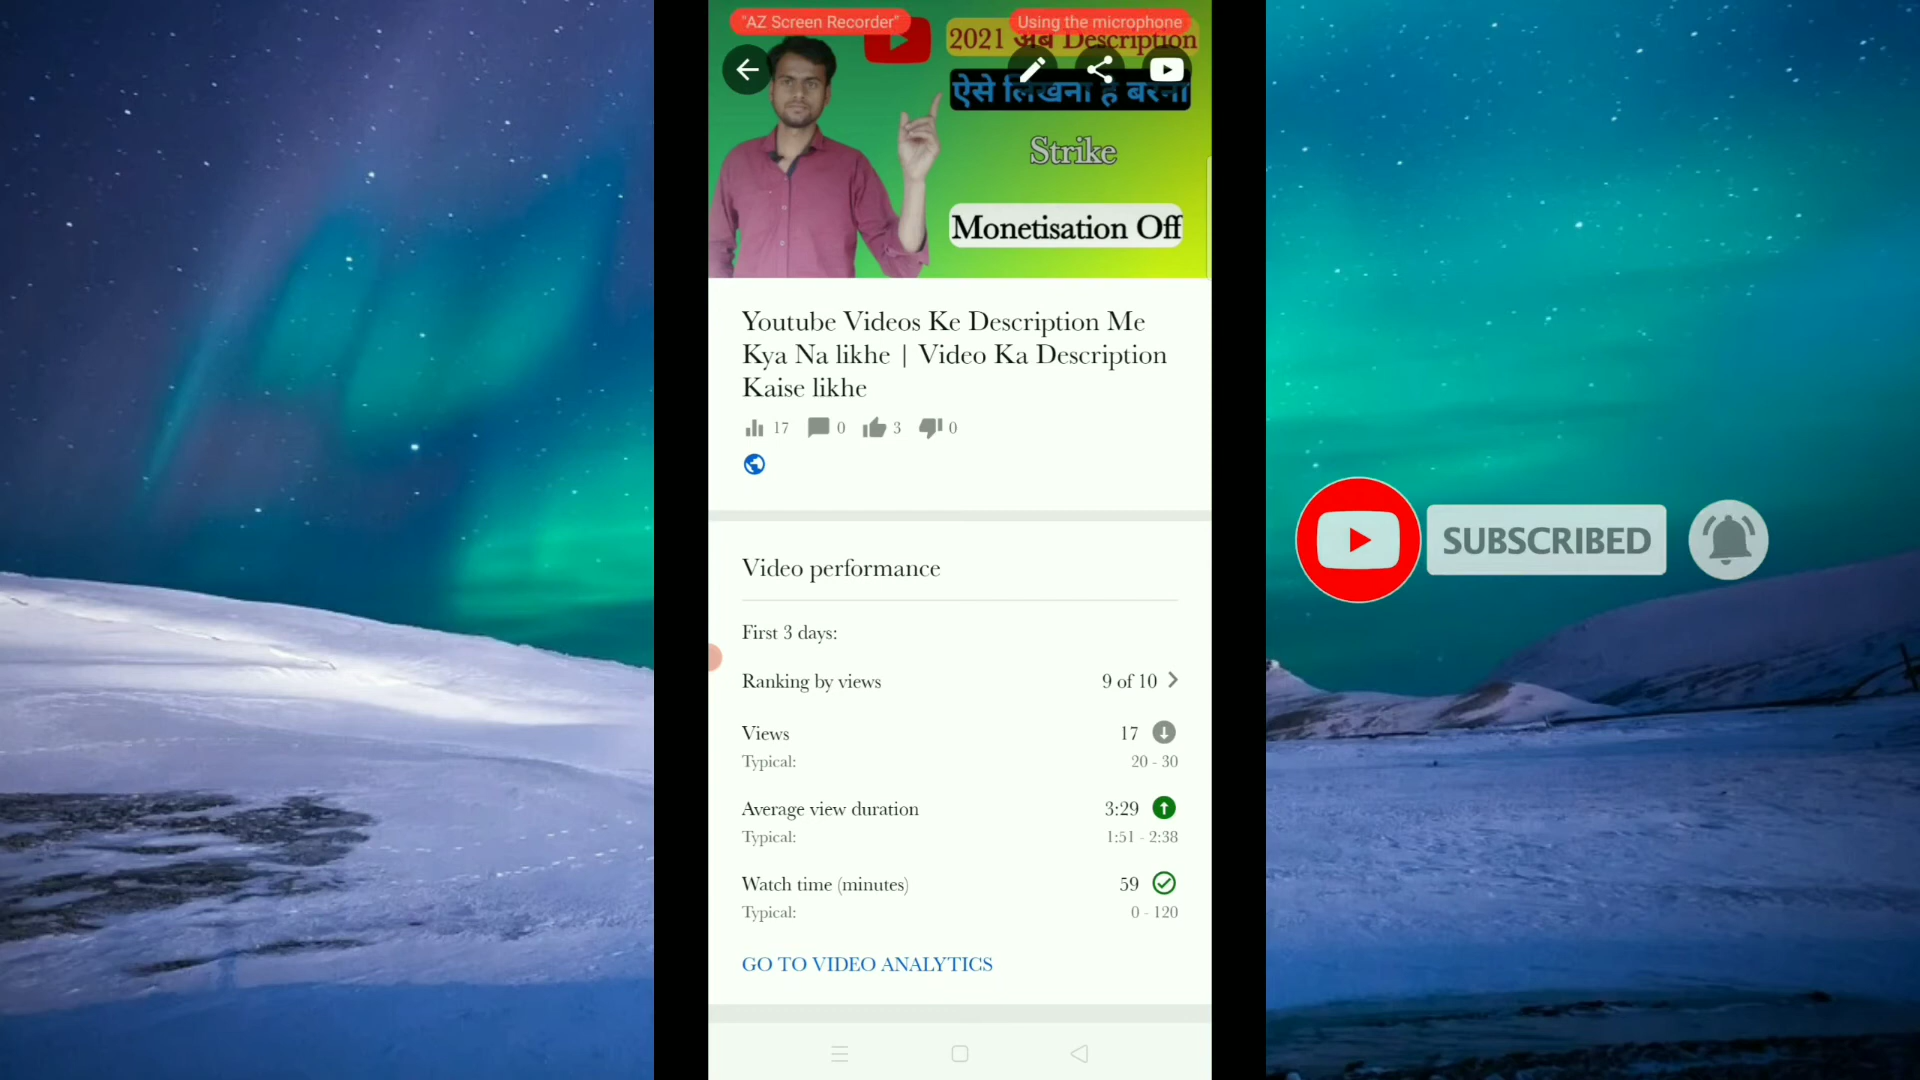 "AZ Screen Recorder"
Using the microphone
2021 अब Description
ऐसे लिखना है बरना
Strike
Monetisation Off
Youtube Videos Ke Description Me
Kya Na likhe | Video Ka Description
Kaise likhe
17 0 3 0
Video performance
First 3 days:
Ranking by views 9 of 10
Views 17
Typical: 20 - 30
Average view duration 3:29
Typical: 1:51 - 2:38
Watch time (minutes) 59
Typical: 0 - 120
GO TO VIDEO ANALYTICS
SUBSCRIBED